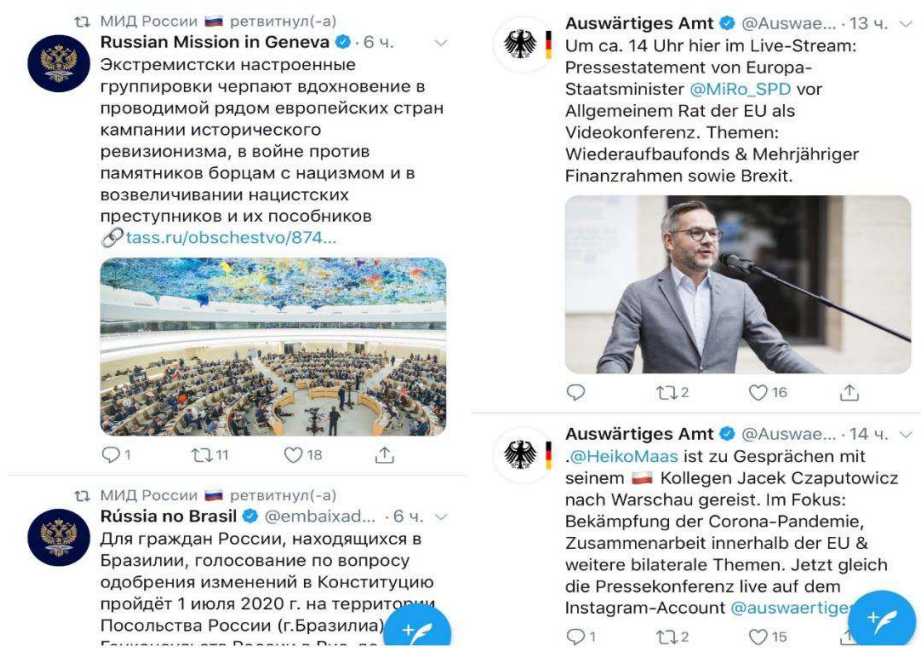 МИД России ретвитнул(-а)
Russian Mission in Geneva · 6 ч.
Экстремистски настроенные
группировки черпают вдохновение в
проводимой рядом европейских стран
кампании исторического
ревизионизма, в войне против
памятников борцам с нацизмом и в
возвеличивании нацистских
преступников и их пособников
tass.ru/obschestvo/874...
1 11 18
МИД России ретвитнул(-а)
Rússia no Brasil @embaixad... · 6 ч.
Для граждан России, находящихся в
Бразилии, голосование по вопросу
одобрения изменений в Конституцию
пройдёт 1 июля 2020 г. на территории
Посольства России (г.Бразилиа)
Auswärtiges Amt @Auswae... · 13 ч.
Um ca. 14 Uhr hier im Live-Stream:
Pressestatement von Europa-
Staatsminister @MiRo_SPD vor
Allgemeinem Rat der EU als
Videokonferenz. Themen:
Wiederaufbaufonds & Mehrjähriger
Finanzrahmen sowie Brexit.
2 16
Auswärtiges Amt @Auswae... · 14 ч.
.@HeikoMaas ist zu Gesprächen mit
seinem Kollegen Jacek Czaputowicz
nach Warschau gereist. Im Fokus:
Bekämpfung der Corona-Pandemie,
Zusammenarbeit innerhalb der EU &
weitere bilaterale Themen. Jetzt gleich
die Pressekonferenz live auf dem
Instagram-Account @auswaertige
1 2 15